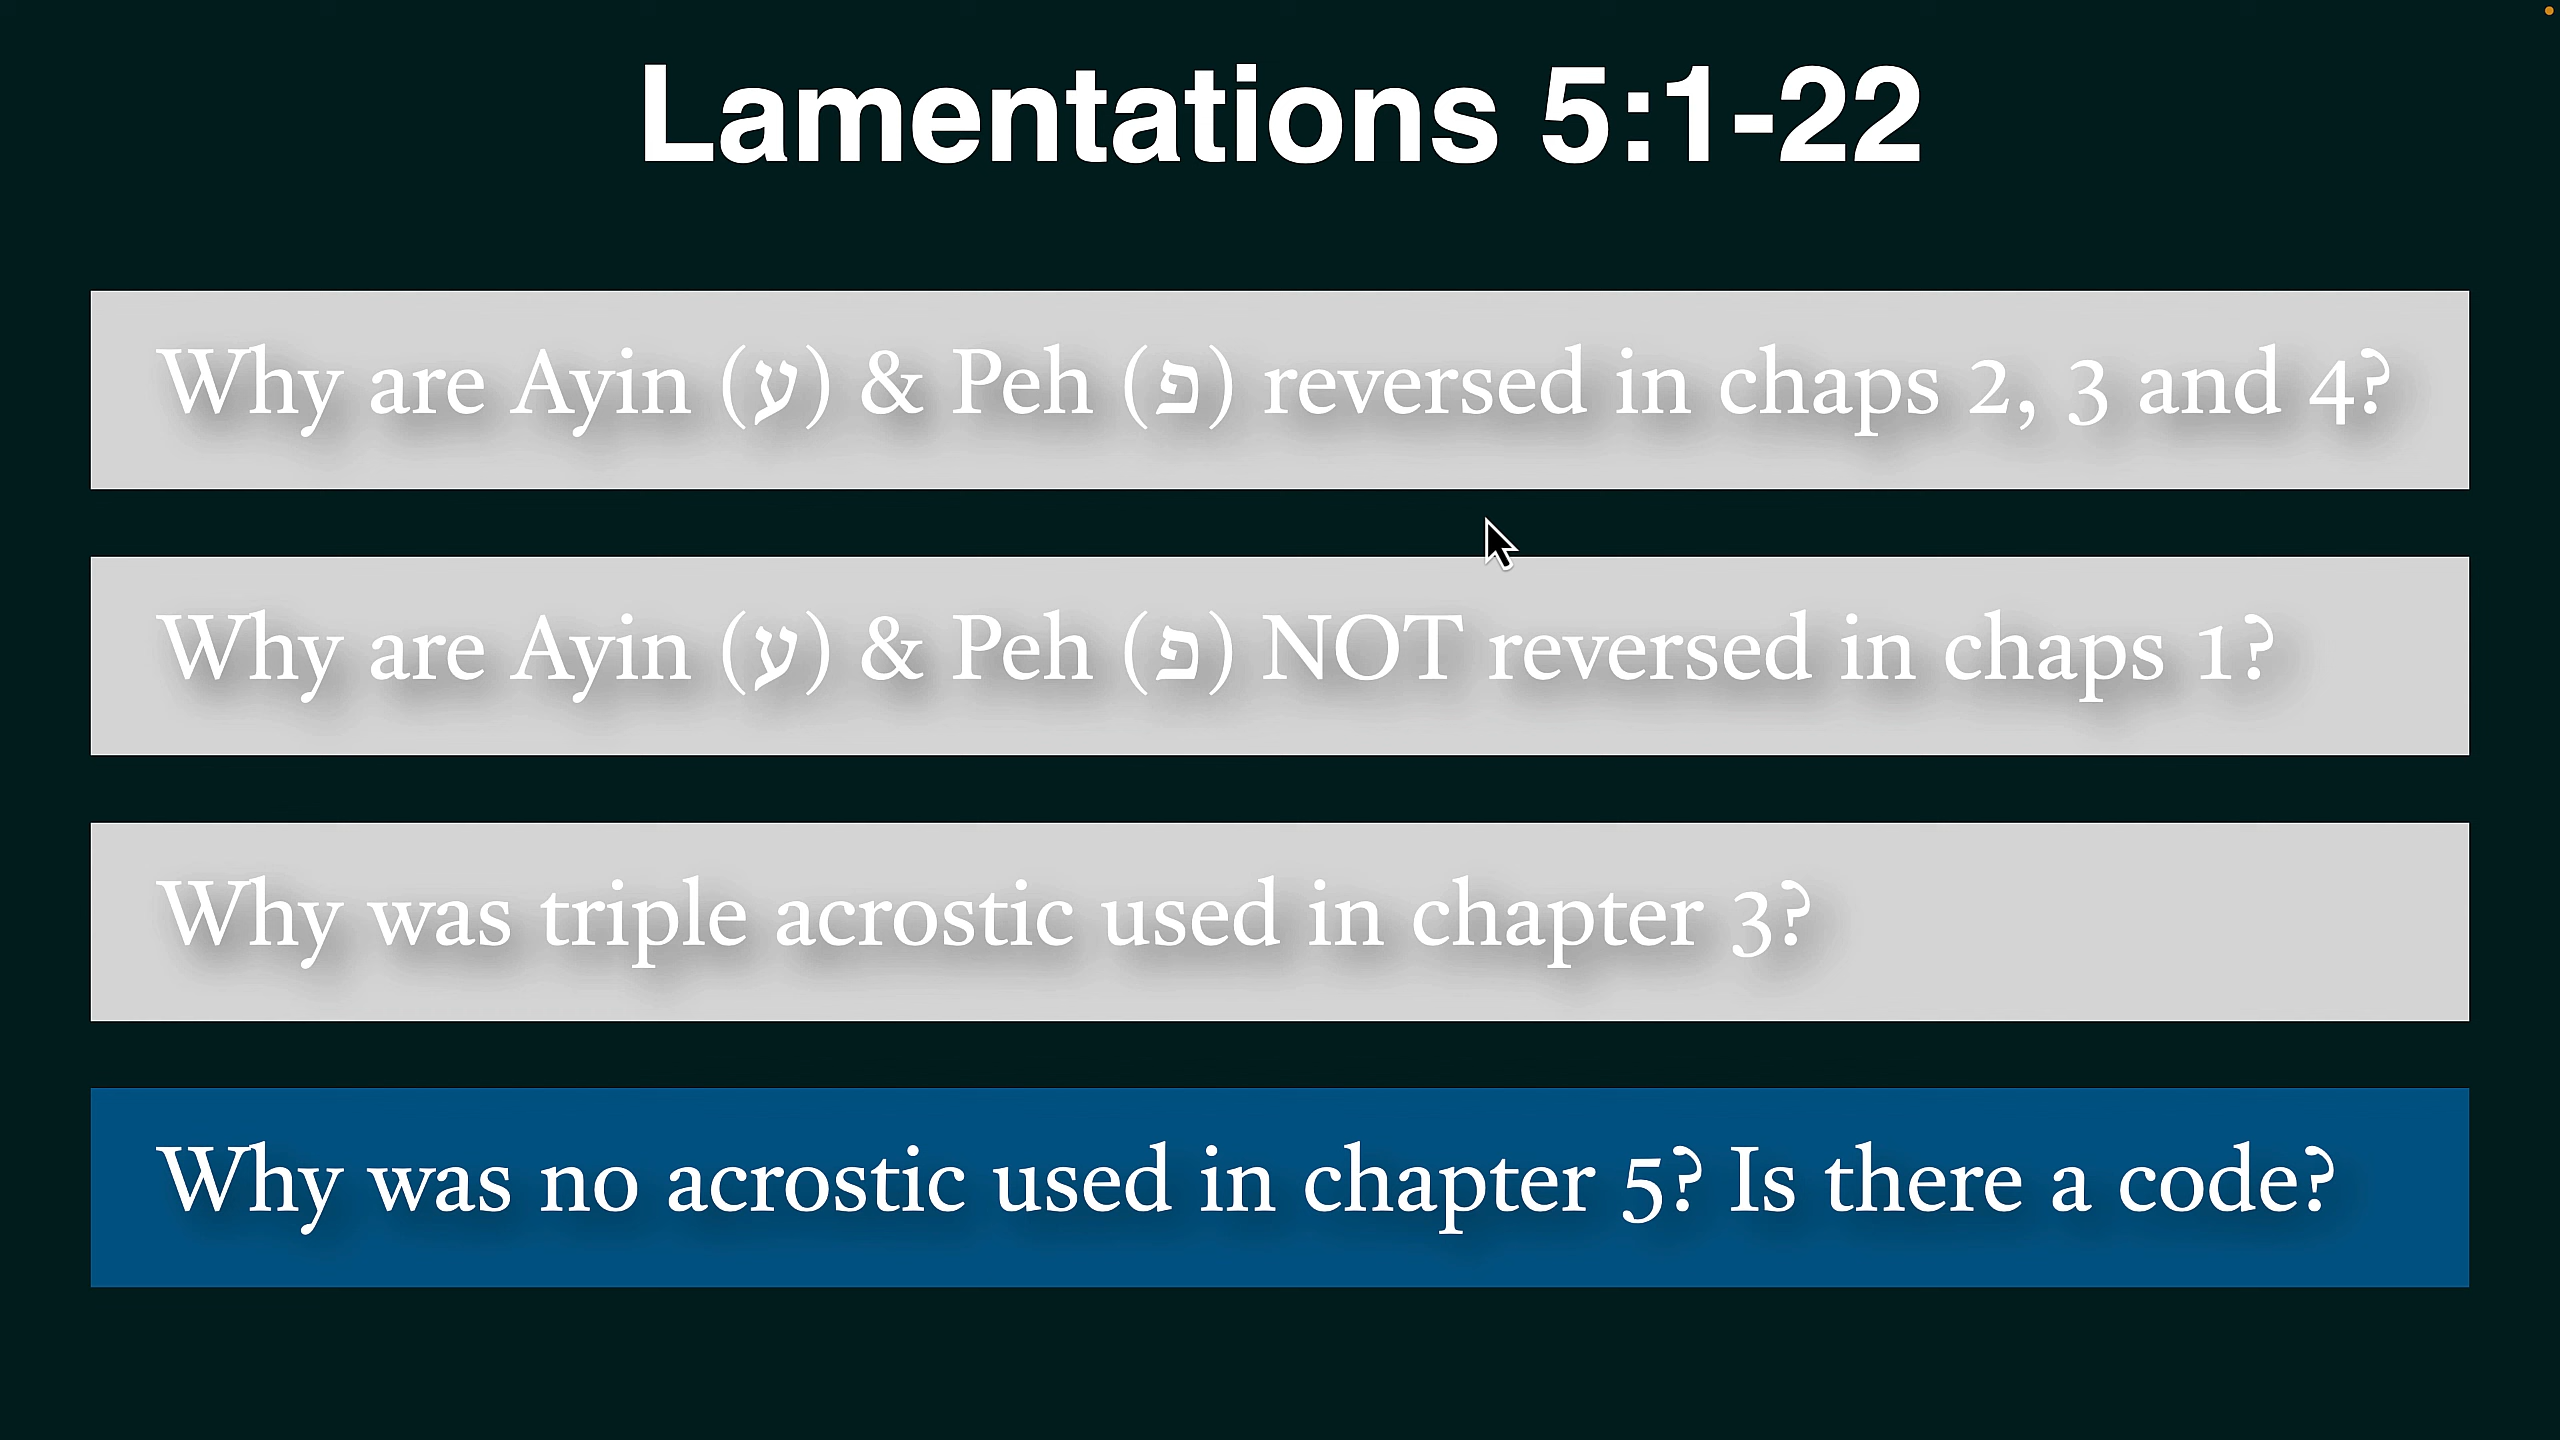 Lamentations 5:1-22
Why are Ayin (ע) & Peh (פ) reversed in chaps 2, 3 and 4?
Why are Ayin (ע) & Peh (פ) NOT reversed in chaps 1?
Why was triple acrostic used in chapter 3?
Why was no acrostic used in chapter 5? Is there a code?